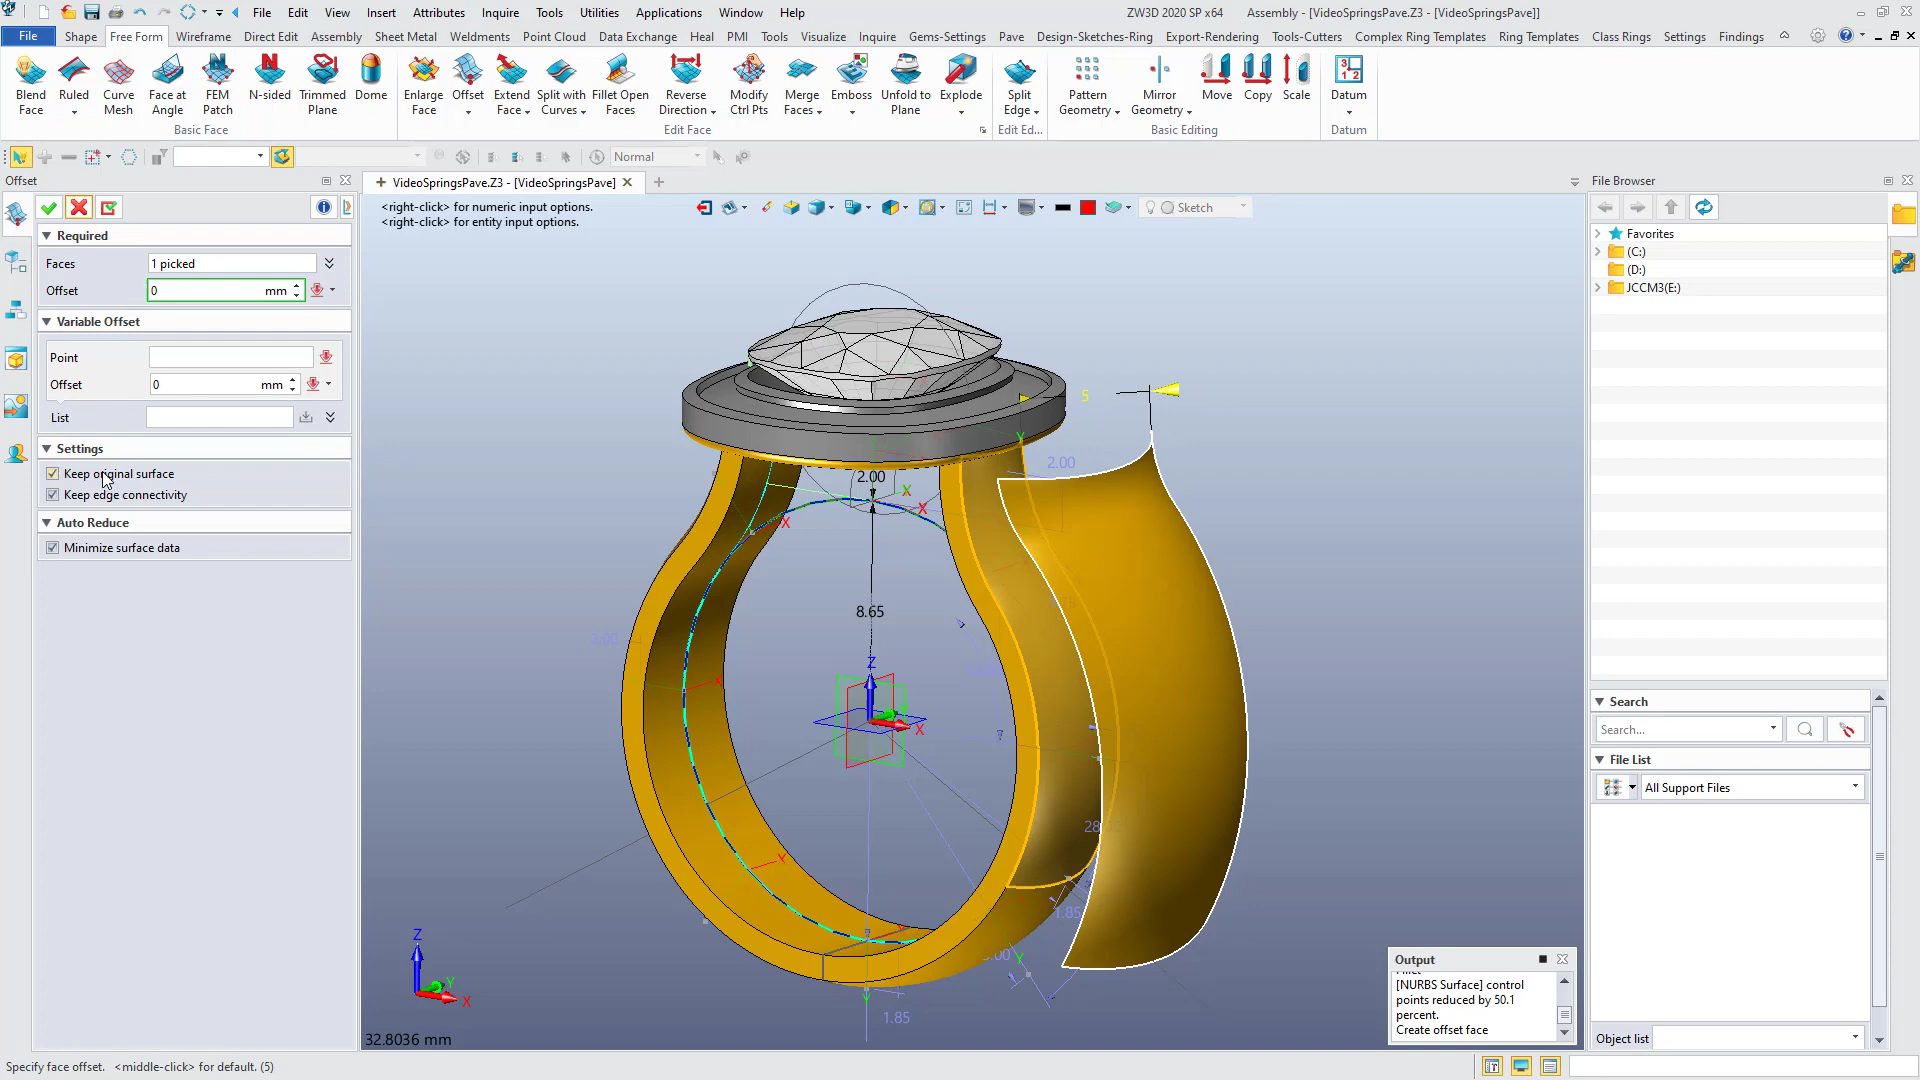 File Edit View Insert Attributes Inquire Tools Utilities Applications Window Help
ZW3D 2020 SP x64 Assembly - [VideoSpringsPave.Z3 - [VideoSpringsPave]]
File Shape Free Form Wireframe Direct Edit Assembly Sheet Metal Weldments Point Cloud Data Exchange Heal PMI Tools Visualize Inquire Gems-Settings Pave Design-Sketches-Ring Export-Rendering Tools-Cutters Complex Ring Templates Ring Templates Class Rings Settings Findings
Blend Face
Ruled
Curve Mesh
Face at Angle
FEM Patch
N-sided
Trimmed Plane
Dome
Enlarge Face
Offset
Extend Face
Split with Curves
Fillet Open Faces
Reverse Direction
Modify Ctrl Pts
Merge Faces
Emboss
Unfold to Plane
Explode
Split Edge
Pattern Geometry
Mirror Geometry
Move
Copy
Scale
Datum
Basic Face
Edit Face
Edit Ed...
Basic Editing
Datum
Normal
Offset
VideoSpringsPave.Z3 - [VideoSpringsPave]
File Browser
<right-click> for numeric input options.
<right-click> for entity input options.
Sketch
Required
Faces 1 picked
Offset 0 mm
Variable Offset
Point
Offset 0 mm
List
Settings
Keep original surface
Keep edge connectivity
Auto Reduce
Minimize surface data
Favorites
(C:)
(D:)
JCCM3(E:)
5
2.00
2.00
8.65
2.00
Z
X
Y
1.85
1.85
Z
Y
X
32.8036 mm
Output
[NURBS Surface] control
points reduced by 50.1
percent.
Create offset face
Search
Search...
File List
All Support Files
Object list
Specify face offset. <middle-click> for default. (5)